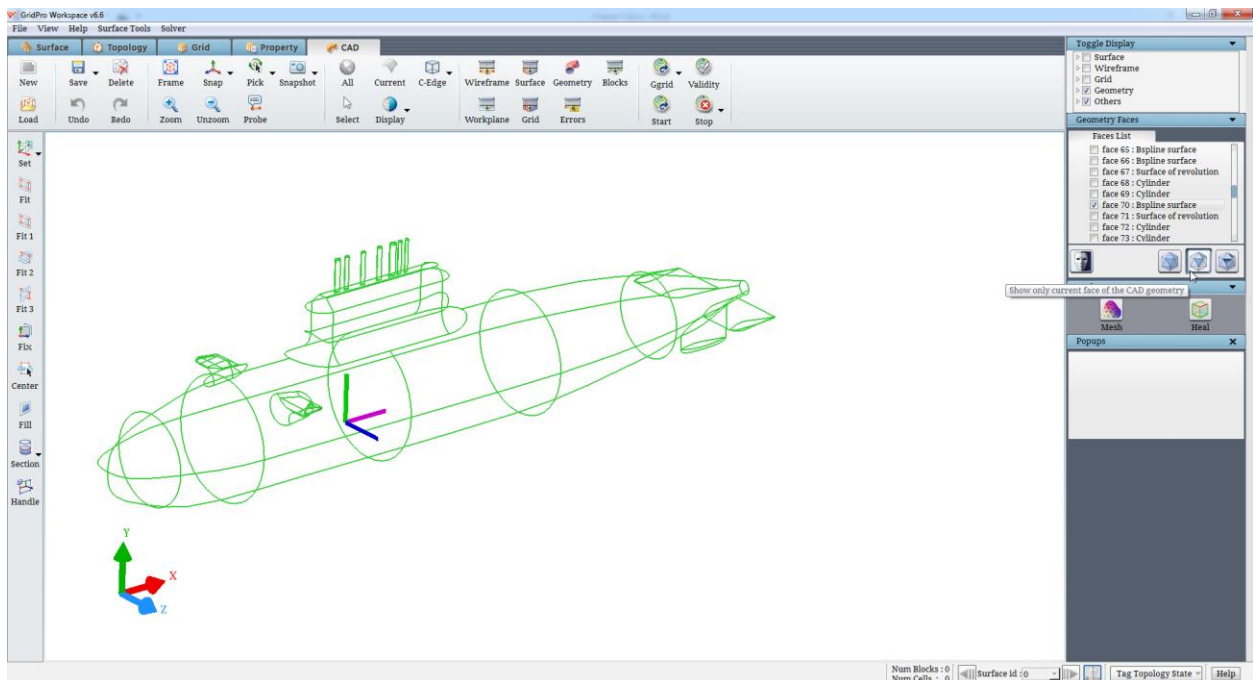 GridPro Workspace v6.6
File View Help Surface Tools Solver
Surface Topology Grid Property CAD
New Save Delete Frame Snap Pick Snapshot All Current C-Edge Wireframe Surface Geometry Blocks Ggrid Validity
Load Undo Redo Zoom Unzoom Probe Select Display Workplane Grid Errors Start Stop
Set
Fit
Fit 1
Fit 2
Fit 3
Fix
Center
Fill
Section
Handle
Y
X
Z
Toggle Display
Surface
Wireframe
Grid
Geometry
Others
Geometry Faces
Faces List
face 65 : Bspline surface
face 66 : Bspline surface
face 67 : Surface of revolution
face 68 : Cylinder
face 69 : Cylinder
face 70 : Bspline surface
face 71 : Surface of revolution
face 72 : Cylinder
face 73 : Cylinder
Show only current face of the CAD geometry
Mesh Heal
Popups
Num Blocks : 0
Num Cells : 0
Surface id : 0
Tag Topology State
Help